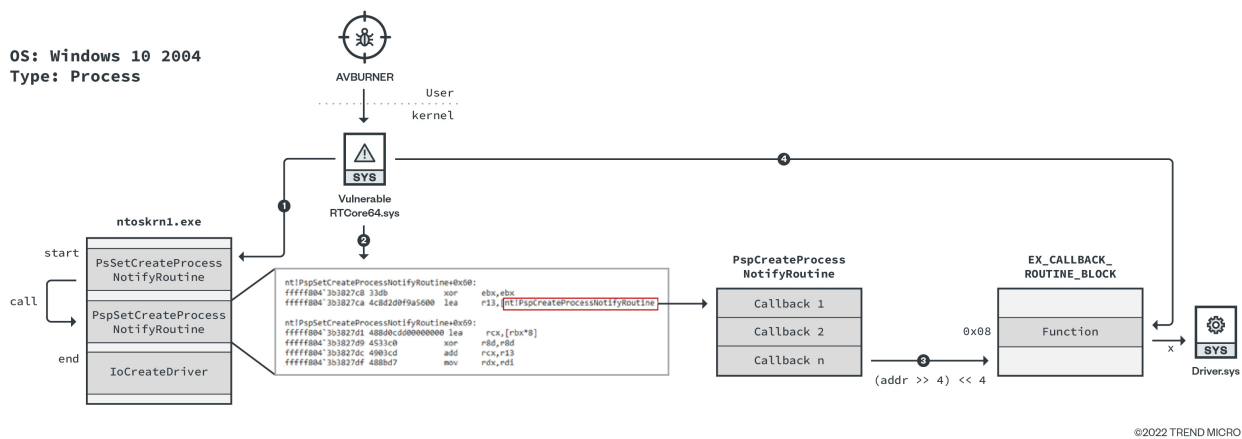 OS: Windows 10 2004
Type: Process
AVBURNER
User
kernel
SYS
Vulnerable
RTCore64.sys
1
2
4
ntoskrn1.exe
start
PsSetCreateProcess
NotifyRoutine
call
PspSetCreateProcess
NotifyRoutine
end
IoCreateDriver
nt!PspSetCreateProcessNotifyRoutine+0x60:
fffff804`3b3827c8 33db xor ebx,ebx
fffff804`3b3827ca 4c8d2d0f9a5600 lea r13,[nt!PspCreateProcessNotifyRoutine
nt!PspSetCreateProcessNotifyRoutine+0x69:
fffff804`3b3827d1 488d0cdd00000000 lea rcx,[rbx*8]
fffff804`3b3827d9 4533c0 xor r8d,r8d
fffff804`3b3827dc 4903cd add rcx,r13
fffff804`3b3827df 488bd7 mov rdx,rdi
PspCreateProcess
NotifyRoutine
Callback 1
Callback 2
Callback n
3
(addr >> 4) << 4
EX_CALLBACK_
ROUTINE_BLOCK
0x08
Function
x
SYS
Driver.sys
©2022 TREND MICRO